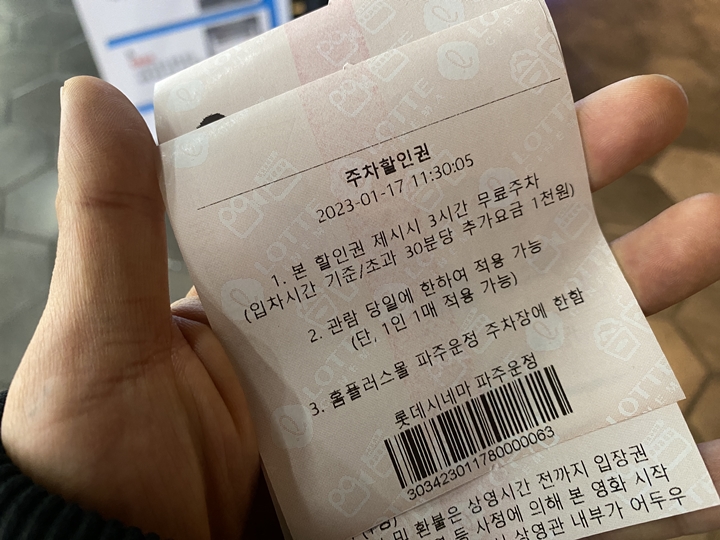 주차할인권
2023-01-17 11:30:05
1. 본 할인권 제시시 3시간 무료주차
(입차시간 기준/초과 30분당 추가요금 1천원)
2. 관람 당일에 한하여 적용 가능
(단, 1인 1매 적용 가능)
3. 홈플러스몰 파주운정 주차장에 한함
롯데시네마 파주운정
303423011780000063
및 환불은 상영시간 전까지 입장권
등 사정에 의해 본 영화 시작
상영관 내부가 어두우